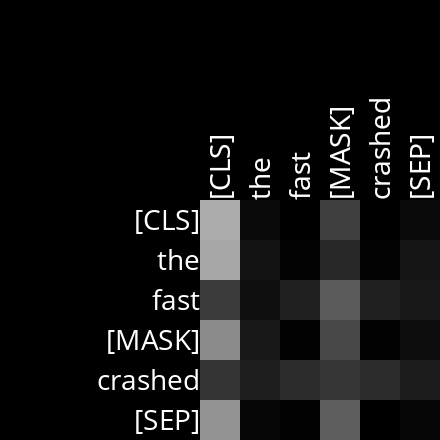 [CLS] the fast [MASK] crashed [SEP]
[CLS]
the
fast
[MASK]
crashed
[SEP]